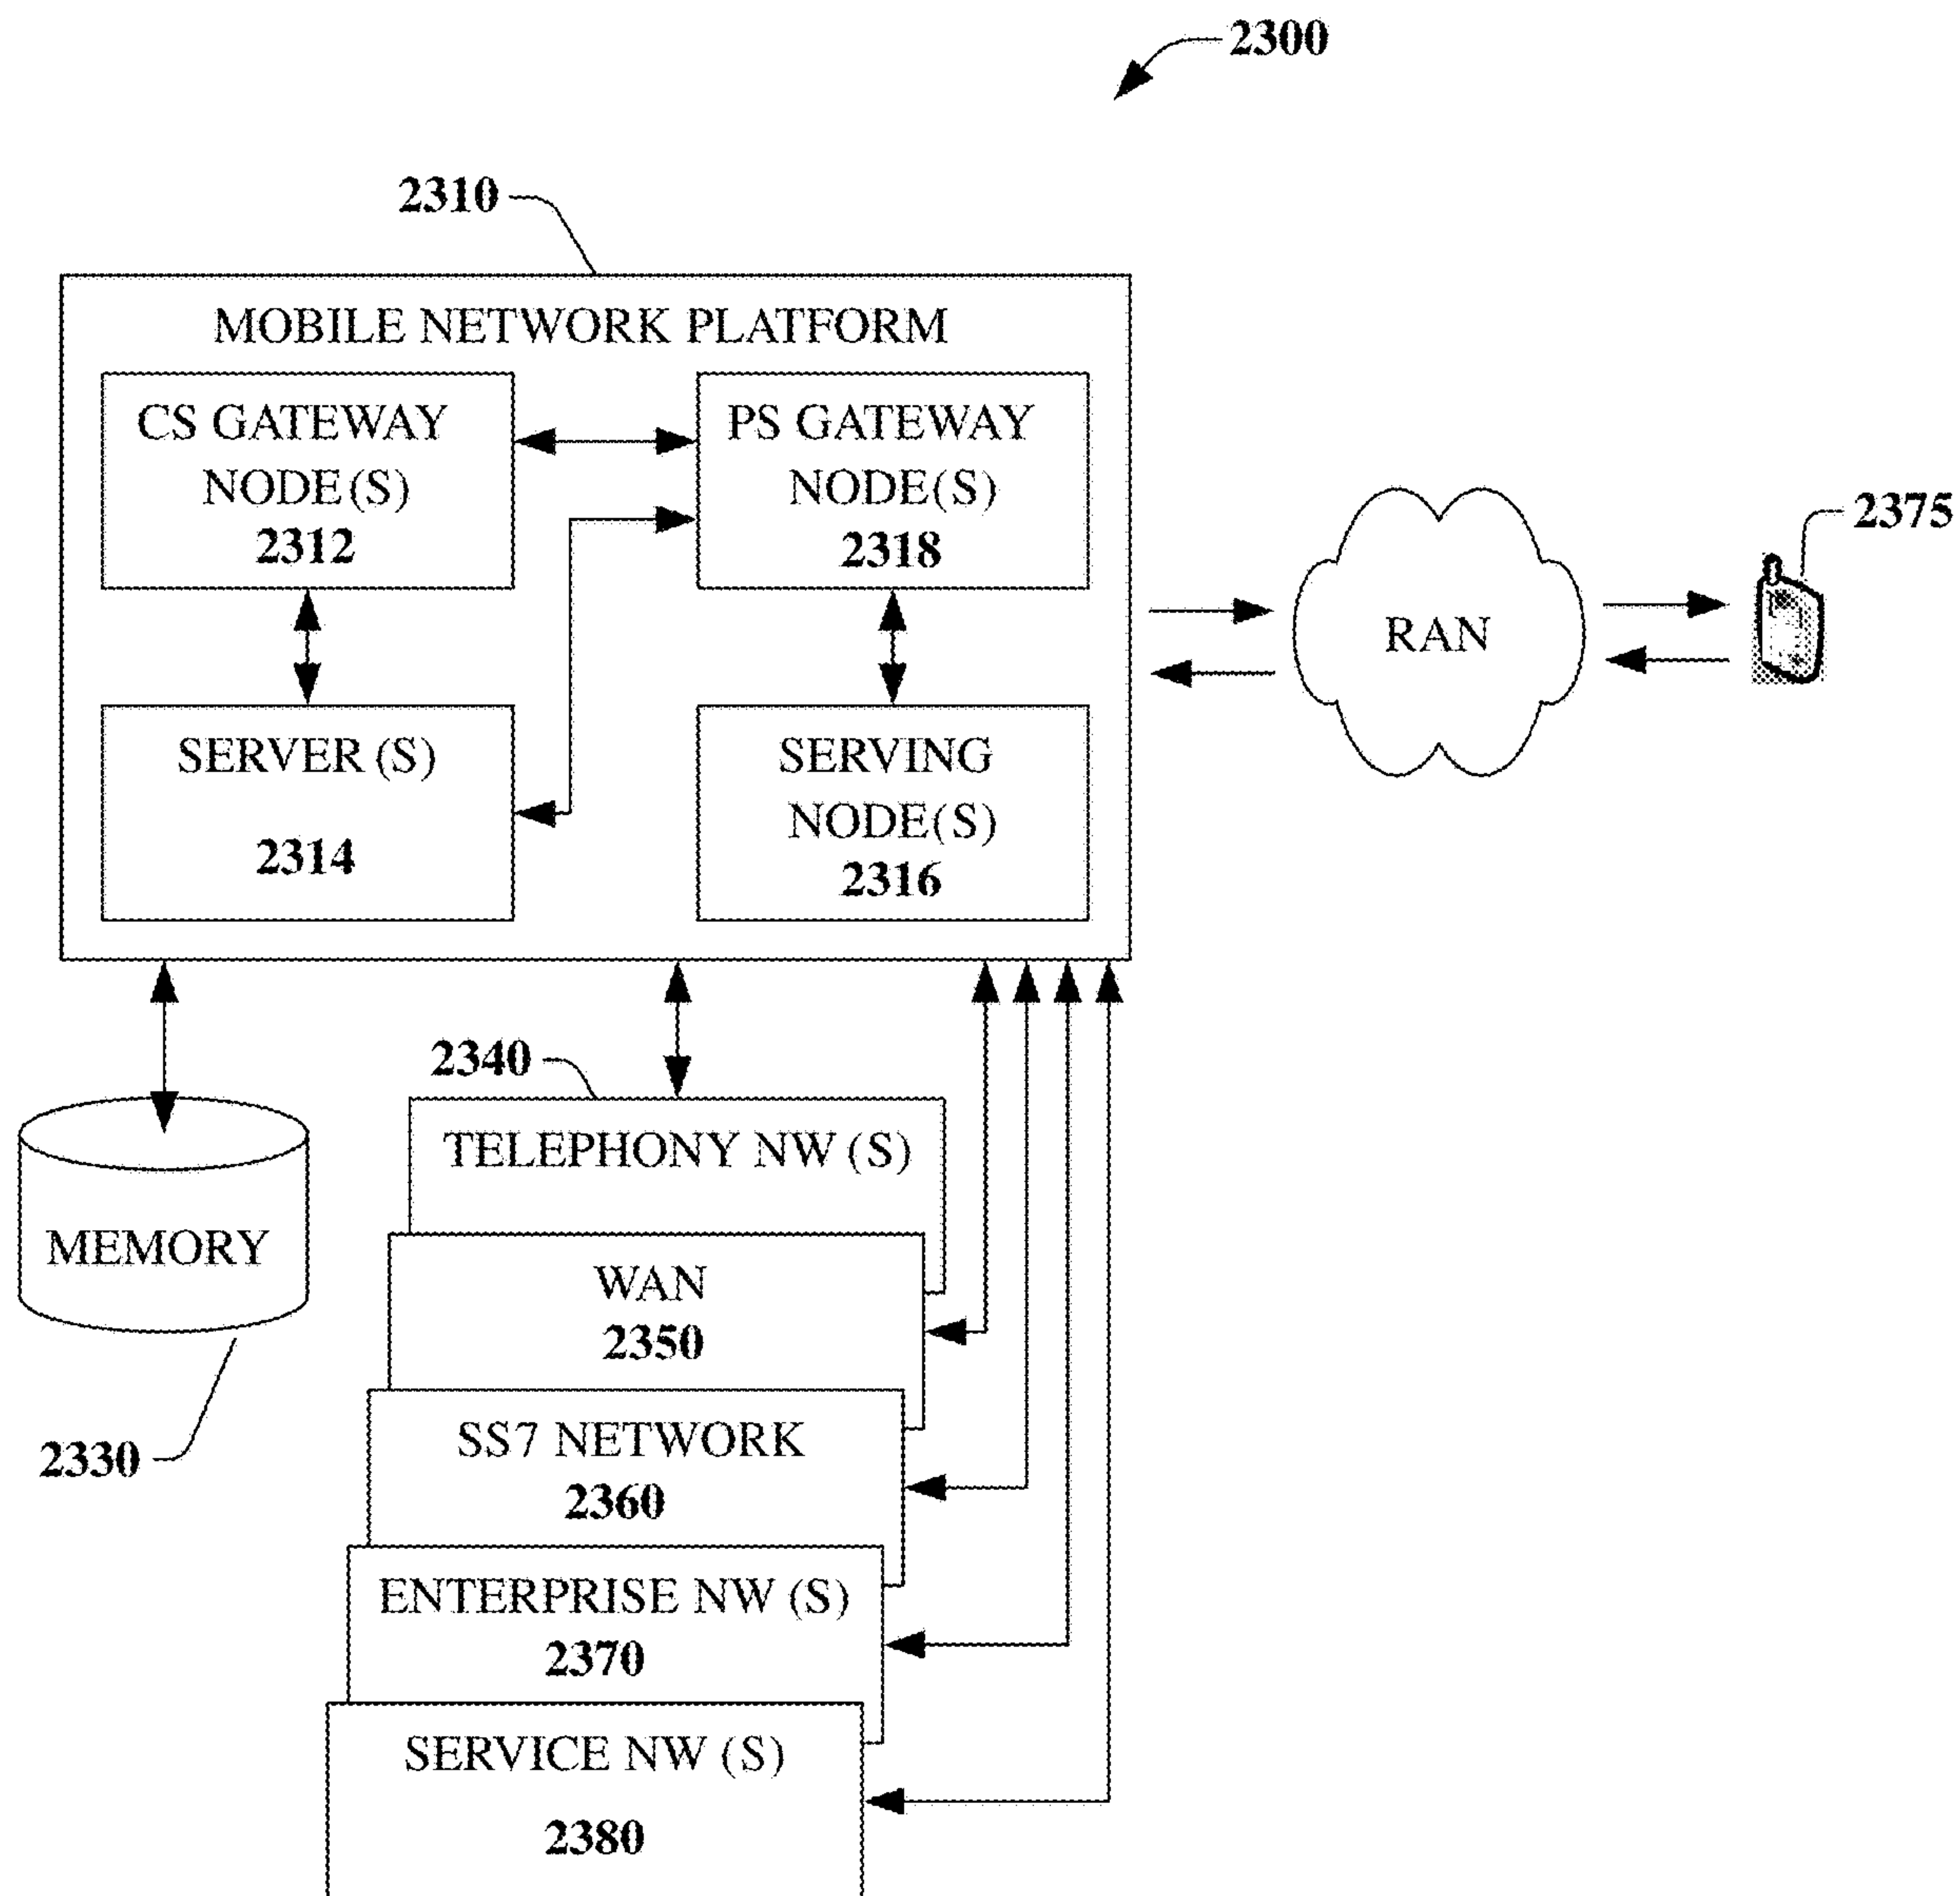 2300
2310
MOBILE NETWORK PLATFORM
CS GATEWAY
NODE(S)
2312
PS GATEWAY
NODE(S)
2318
SERVER (S)
2314
SERVING
NODE(S)
2316
RAN
2375
2340
TELEPHONY NW (S)
MEMORY
2330
WAN
2350
SS7 NETWORK
2360
ENTERPRISE NW (S)
2370
SERVICE NW (S)
2380